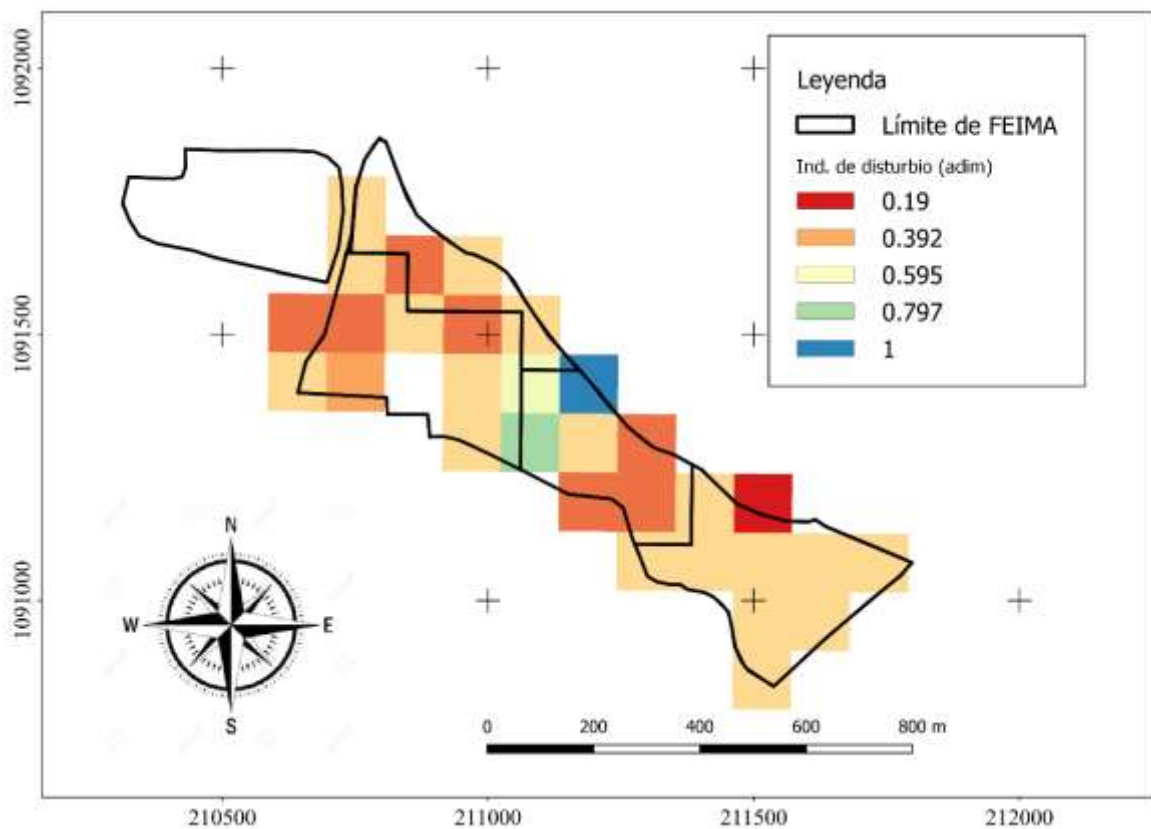 1092000
1091500
1091000
Leyenda
Límite de FEIMA
Ind. de disturbio (adim)
0.19
0.392
0.595
0.797
1
N
W E
S
0 200 400 600 800 m
210500 211000 211500 212000